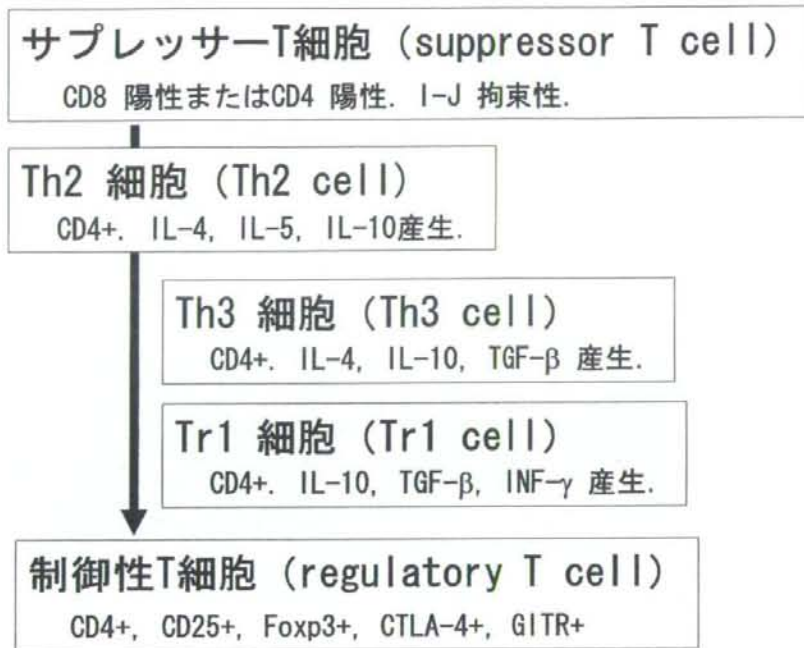 サプレッサーT細胞 (suppressor T cell)
CD8 陽性またはCD4 陽性. I-J 拘束性.
Th2 細胞 (Th2 cell)
CD4+. IL-4, IL-5, IL-10産生.
Th3 細胞 (Th3 cell)
CD4+. IL-4, IL-10, TGF-β 産生.
Tr1 細胞 (Tr1 cell)
CD4+. IL-10, TGF-β, INF-γ 産生.
制御性T細胞 (regulatory T cell)
CD4+, CD25+, Foxp3+, CTLA-4+, GITR+